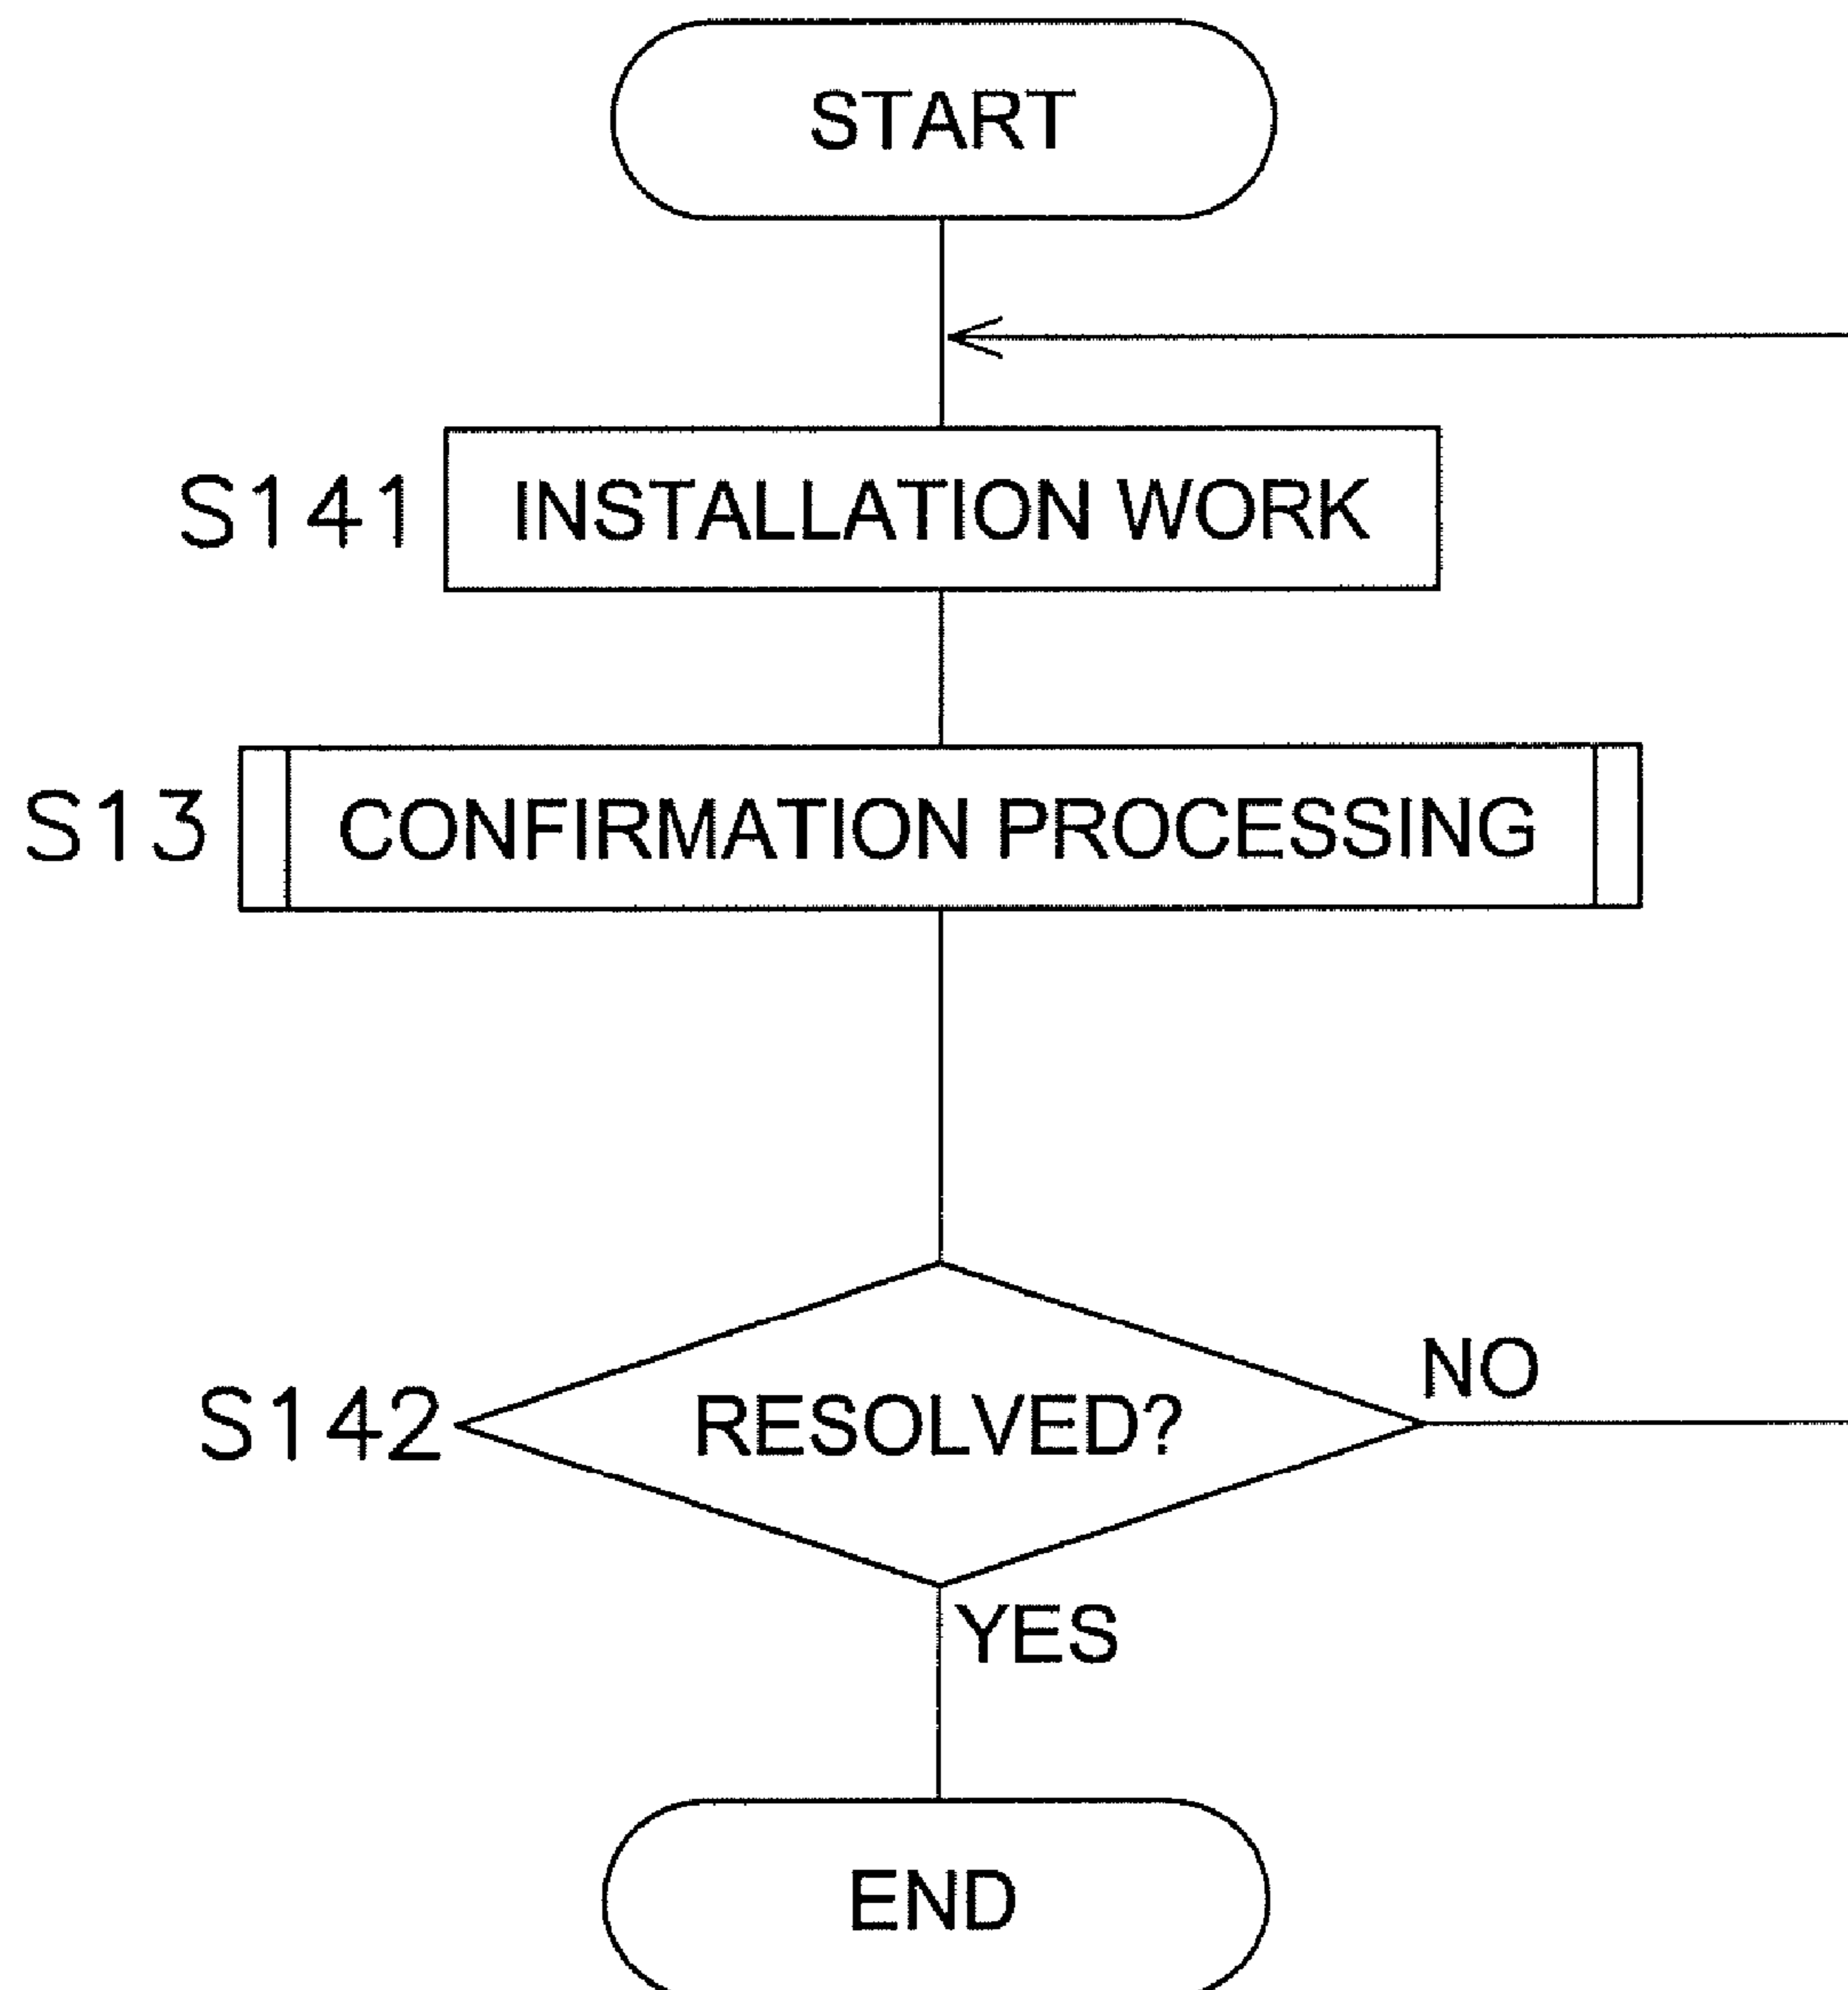 START
S141 INSTALLATION WORK
S13 CONFIRMATION PROCESSING
S142 RESOLVED? NO
YES
END